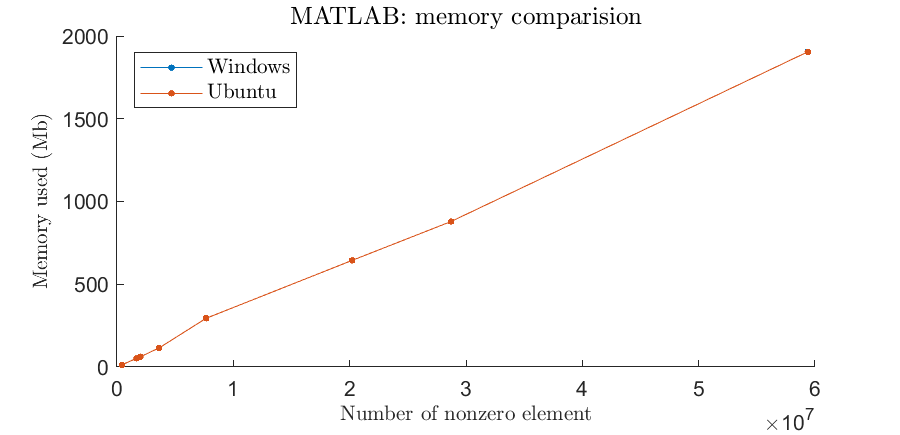 MATLAB: memory comparision
2000
1500
1000
500
0
Memory used (Mb)
Windows
Ubuntu
0 1 2 3 4 5 6
Number of nonzero element
×10^7